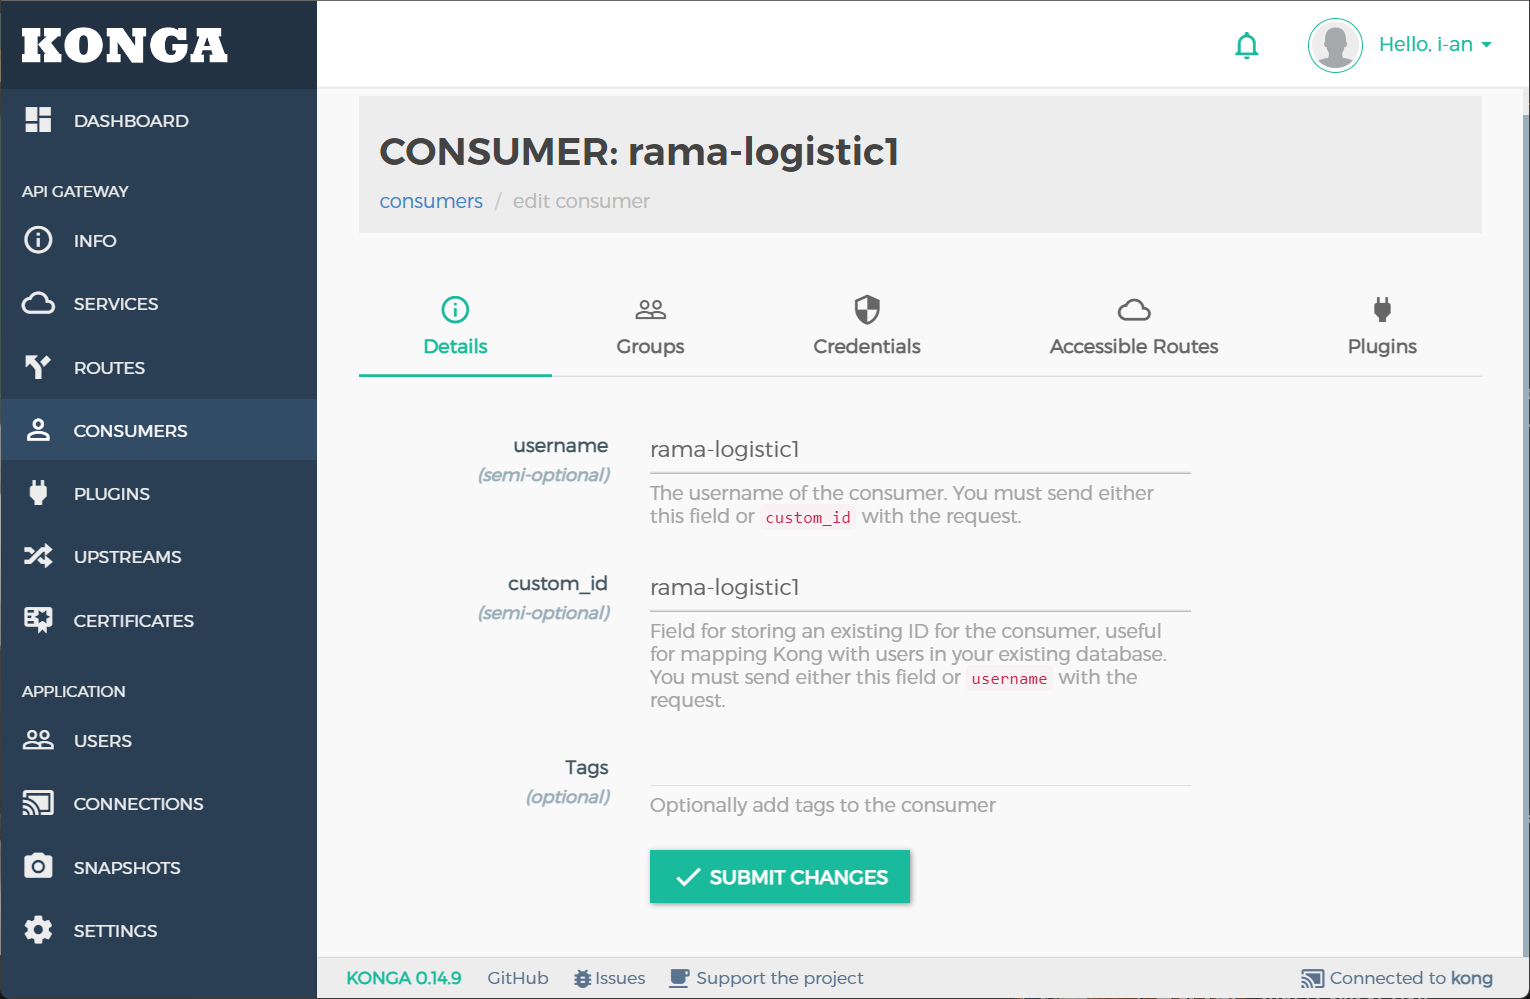 KONGA
Hello, i-an
DASHBOARD
API GATEWAY
INFO
SERVICES
ROUTES
CONSUMERS
PLUGINS
UPSTREAMS
CERTIFICATES
APPLICATION
USERS
CONNECTIONS
SNAPSHOTS
SETTINGS
CONSUMER: rama-logistic1
consumers / edit consumer
Details Groups Credentials Accessible Routes Plugins
username rama-logistic1
(semi-optional)
The username of the consumer. You must send either
this field or custom_id with the request.
custom_id rama-logistic1
(semi-optional)
Field for storing an existing ID for the consumer, useful
for mapping Kong with users in your existing database.
You must send either this field or username with the
request.
Tags
(optional)
Optionally add tags to the consumer
SUBMIT CHANGES
KONGA 0.14.9 GitHub Issues Support the project Connected to kong